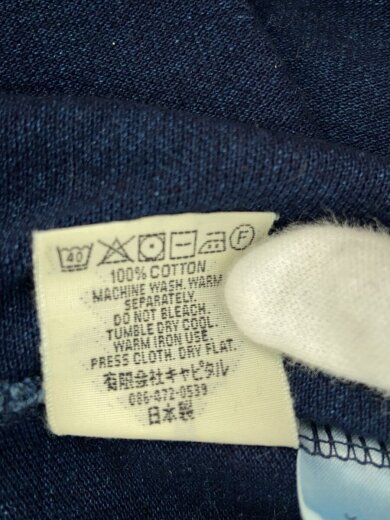 40 F
100% COTTON
MACHINE WASH. WARM
SEPARATELY.
DO NOT BLEACH.
TUMBLE DRY COOL.
WARM IRON USE
PRESS CLOTH. DRY FLAT.
有限会社キャピタル
086-472-0539
日本製